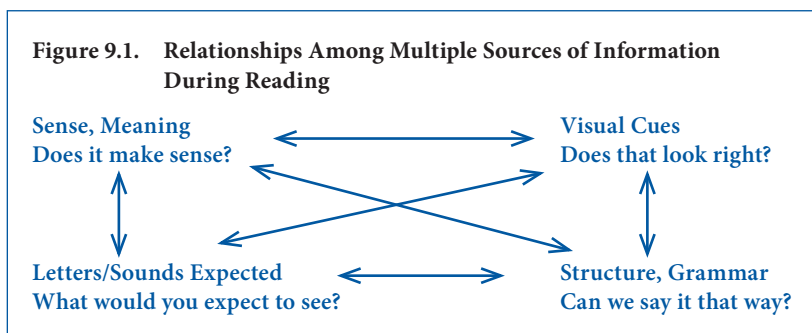 Figure 9.1. Relationships Among Multiple Sources of Information
During Reading
Sense, Meaning
Does it make sense?
Visual Cues
Does that look right?
Letters/Sounds Expected
What would you expect to see?
Structure, Grammar
Can we say it that way?